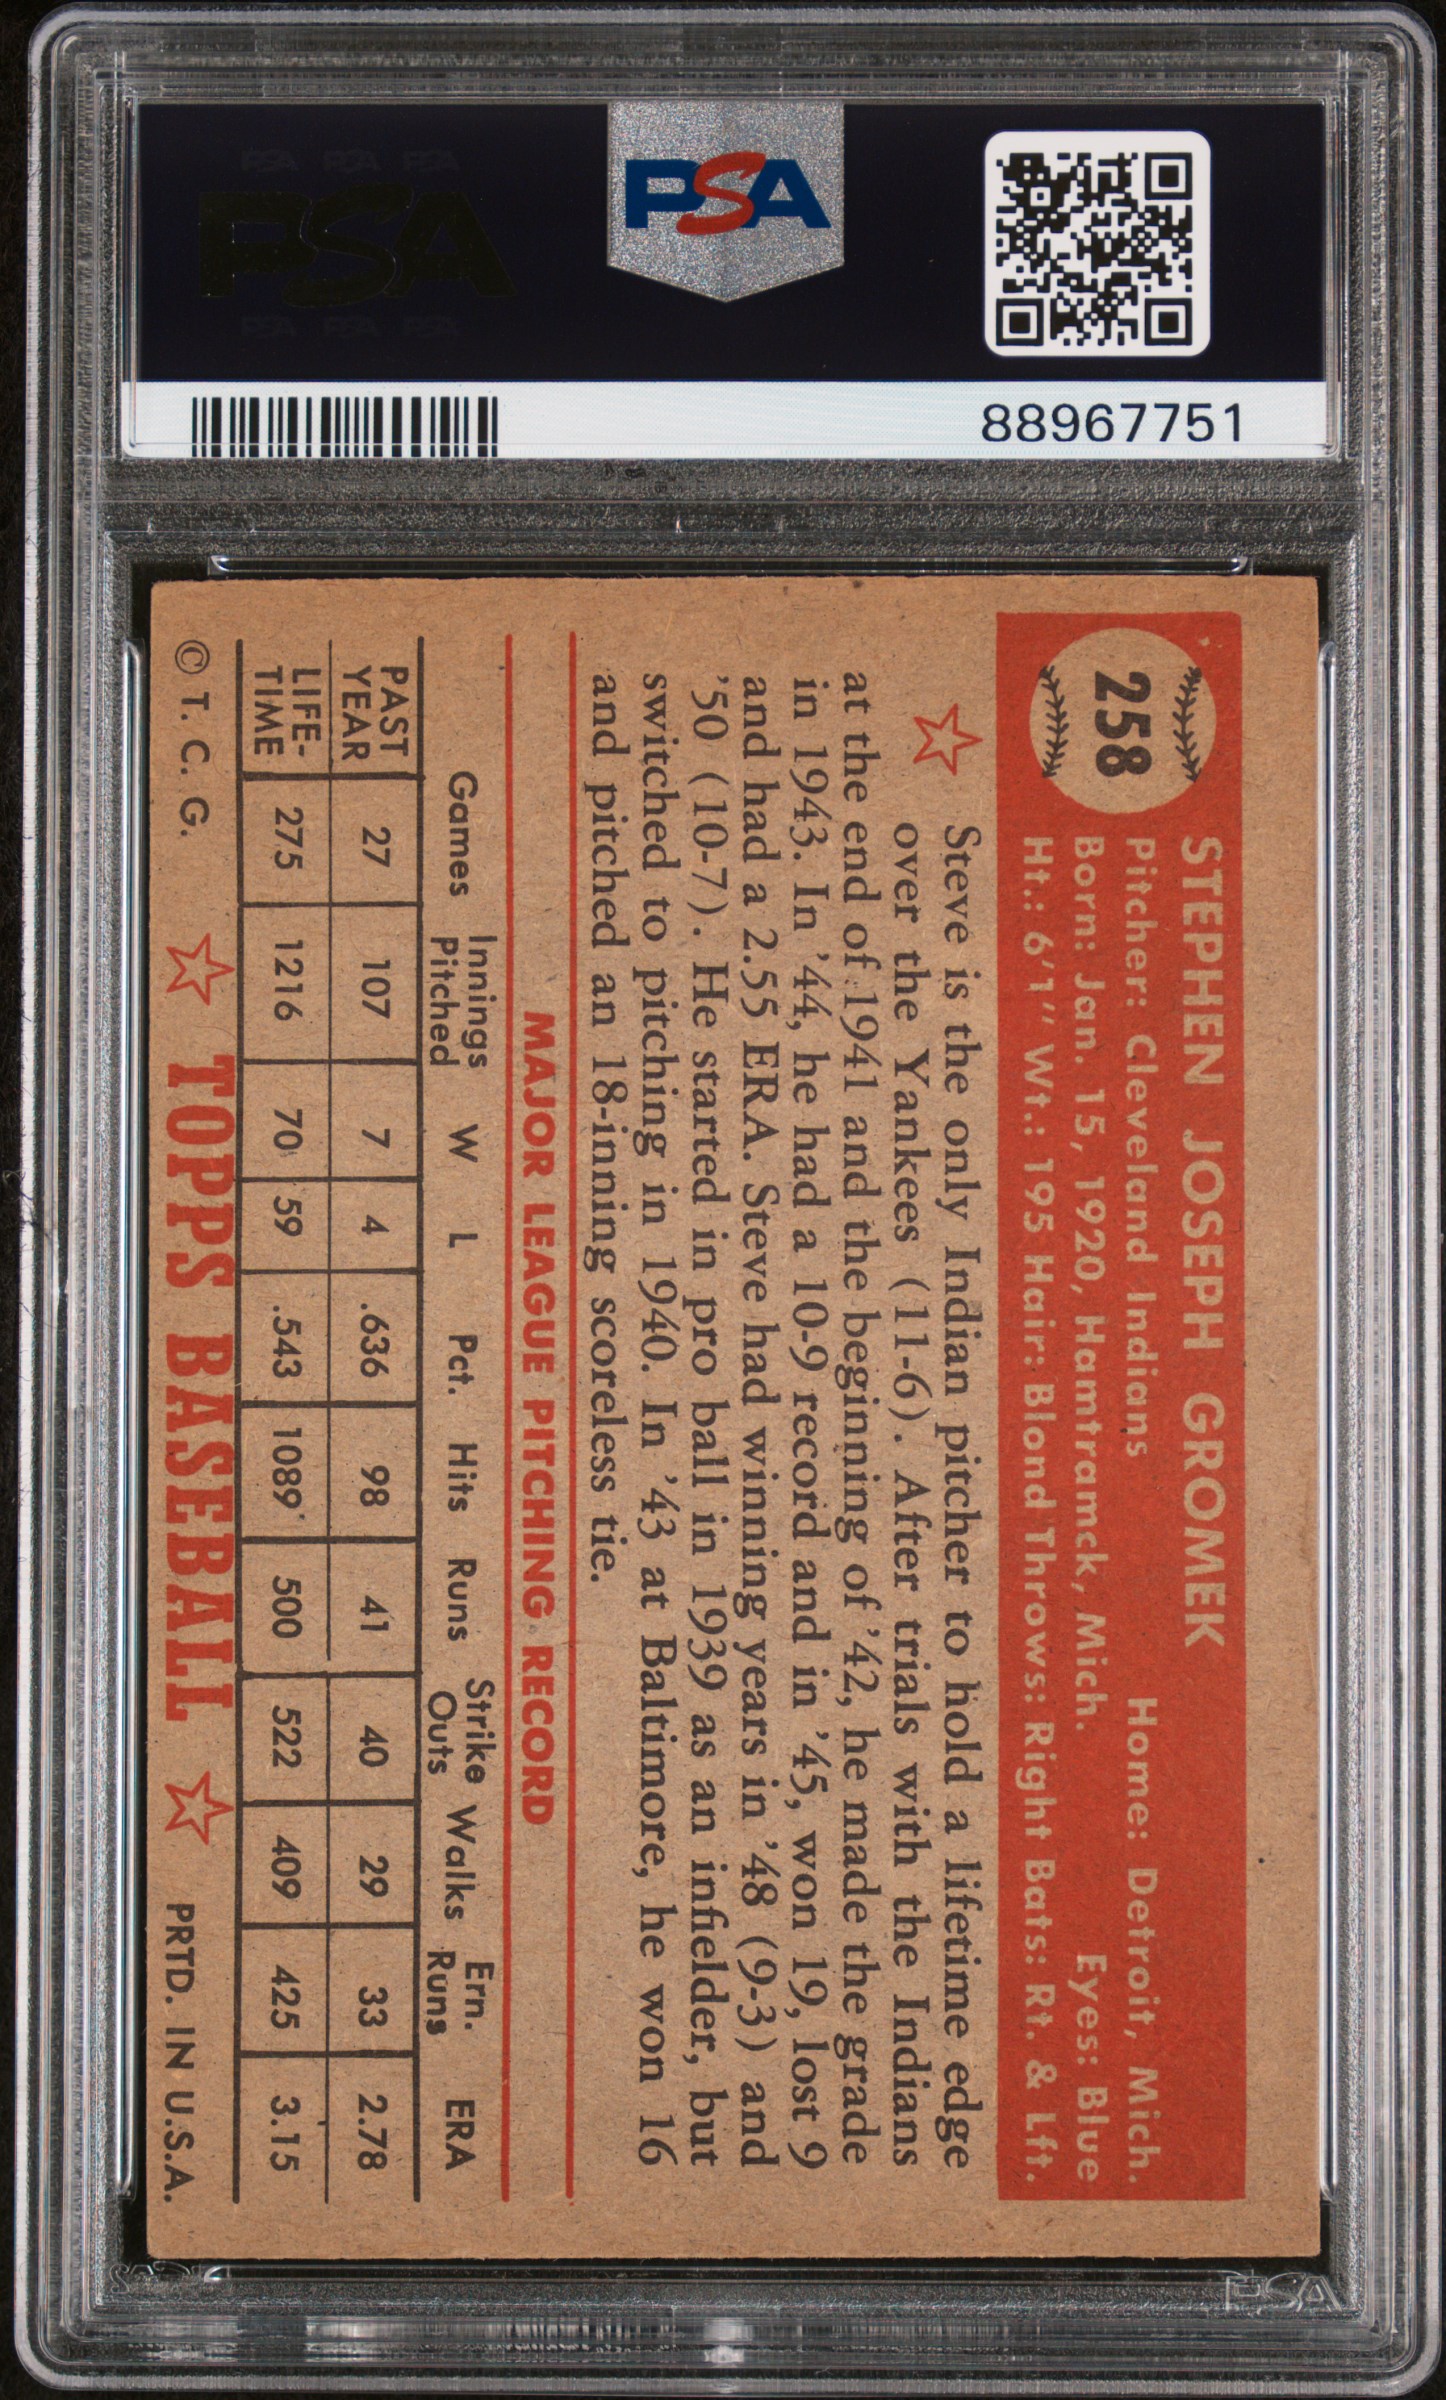 PSA PSA PSA
PSA
PSA PSA PSA
PSA
88967751
258
STEPHEN JOSEPH GROMEK
Pitcher: Cleveland Indians Home: Detroit, Mich.
Born: Jan. 15, 1920, Hamtramck, Mich. Eyes: Blue
Ht.: 6'1" Wt.: 195 Hair: Blond Throws: Right Bats: Rt. & Lft.
Steve is the only Indian pitcher to hold a lifetime edge
over the Yankees (11-6). After trials with the Indians
at the end of 1941 and the beginning of '42, he made the grade
in 1943. In '44, he had a 10-9 record and in '45, won 19, lost 9
and had a 2.55 ERA. Steve had winning years in '48 (9-3) and
'50 (10-7). He started in pro ball in 1939 as an infielder, but
switched to pitching in 1940. In '43 at Baltimore, he won 16
and pitched an 18-inning scoreless tie.
MAJOR LEAGUE PITCHING RECORD
Games Innings Pitched W L Pct. Hits Runs Strike Outs Walks Ern. Runs ERA
PAST YEAR 27 107 7 4 .636 98 41 40 29 33 2.78
LIFE-TIME 275 1216 70 59 .543 1089 500 522 409 425 3.15
© T. C. G. TOPPS BASEBALL PRTD. IN U.S.A.
PSA